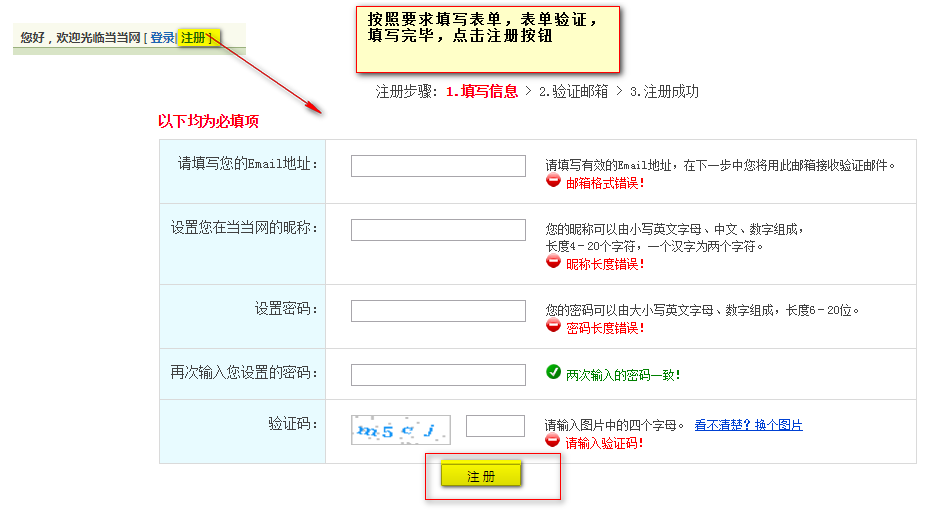 您好，欢迎光临当当网 [ 登录| 注册 ]
按照要求填写表单，表单验证，
填写完毕，点击注册按钮
注册步骤: 1.填写信息 > 2.验证邮箱 > 3.注册成功
以下均为必填项
请填写您的Email地址：
请填写有效的Email地址，在下一步中您将用此邮箱接收验证邮件。
邮箱格式错误！
设置您在当当网的昵称：
您的昵称可以由小写英文字母、中文、数字组成，
长度4－20个字符，一个汉字为两个字符。
昵称长度错误！
设置密码：
您的密码可以由大小写英文字母、数字组成，长度6－20位。
密码长度错误！
再次输入您设置的密码：
两次输入的密码一致！
验证码：
m5cj
请输入图片中的四个字母。 看不清楚？换个图片
请输入验证码！
注 册